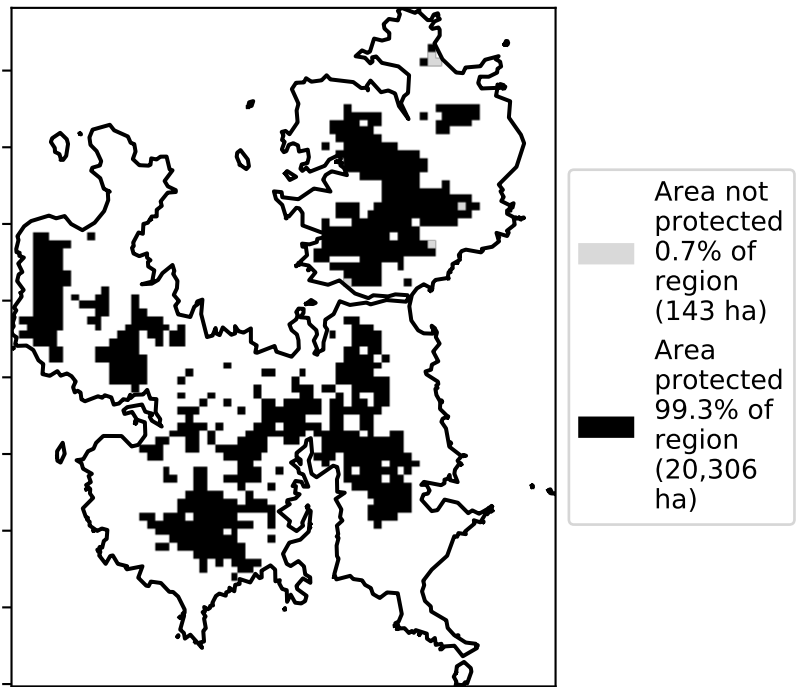 Area not
protected
0.7% of
region
(143 ha)
Area
protected
99.3% of
region
(20,306
ha)